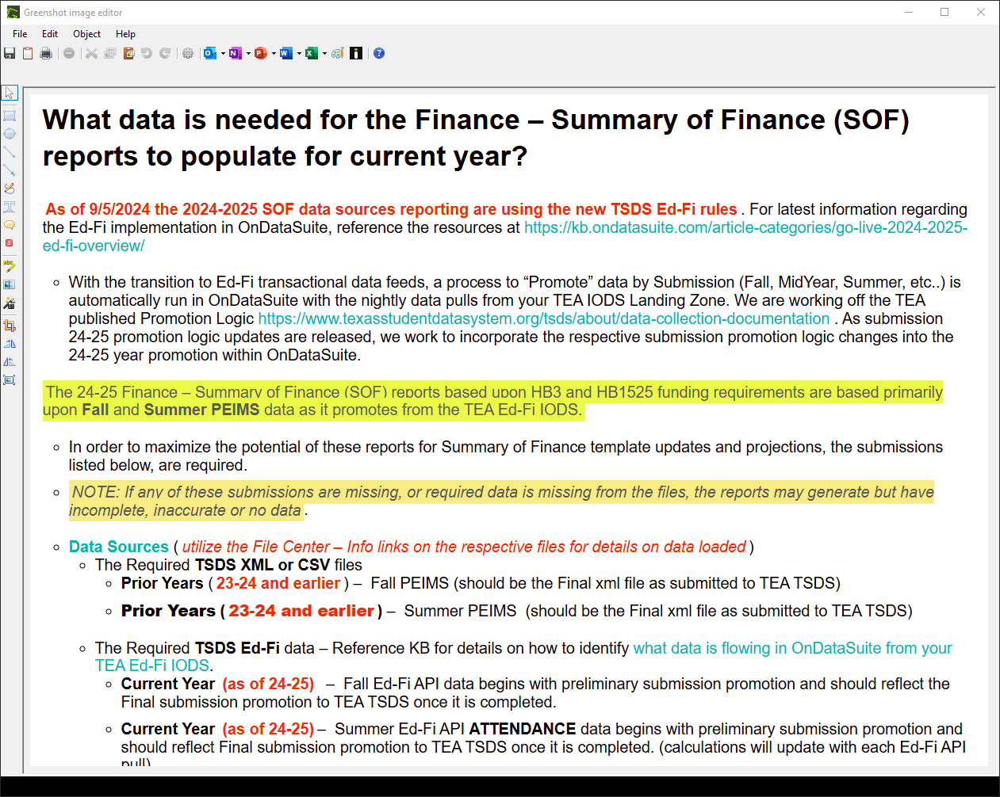 Greenshot image editor
File Edit Object Help
What data is needed for the Finance – Summary of Finance (SOF)
reports to populate for current year?
As of 9/5/2024 the 2024-2025 SOF data sources reporting are using the new TSDS Ed-Fi rules . For latest information regarding
the Ed-Fi implementation in OnDataSuite, reference the resources at https://kb.ondatasuite.com/article-categories/go-live-2024-2025-
ed-fi-overview/
With the transition to Ed-Fi transactional data feeds, a process to “Promote” data by Submission (Fall, MidYear, Summer, etc..) is
automatically run in OnDataSuite with the nightly data pulls from your TEA IODS Landing Zone. We are working off the TEA
published Promotion Logic https://www.texasstudentdatasystem.org/tsds/about/data-collection-documentation . As submission
24-25 promotion logic updates are released, we work to incorporate the respective submission promotion logic changes into the
24-25 year promotion within OnDataSuite.
The 24-25 Finance – Summary of Finance (SOF) reports based upon HB3 and HB1525 funding requirements are based primarily
upon Fall and Summer PEIMS data as it promotes from the TEA Ed-Fi IODS.
In order to maximize the potential of these reports for Summary of Finance template updates and projections, the submissions
listed below, are required.
NOTE: If any of these submissions are missing, or required data is missing from the files, the reports may generate but have
incomplete, inaccurate or no data .
Data Sources ( utilize the File Center – Info links on the respective files for details on data loaded )
The Required TSDS XML or CSV files
Prior Years ( 23-24 and earlier ) – Fall PEIMS (should be the Final xml file as submitted to TEA TSDS)
Prior Years ( 23-24 and earlier ) – Summer PEIMS (should be the Final xml file as submitted to TEA TSDS)
The Required TSDS Ed-Fi data – Reference KB for details on how to identify what data is flowing in OnDataSuite from your
TEA Ed-Fi IODS.
Current Year (as of 24-25) – Fall Ed-Fi API data begins with preliminary submission promotion and should reflect the
Final submission promotion to TEA TSDS once it is completed.
Current Year (as of 24-25) – Summer Ed-Fi API ATTENDANCE data begins with preliminary submission promotion and
should reflect Final submission promotion to TEA TSDS once it is completed. (calculations will update with each Ed-Fi API
pull)